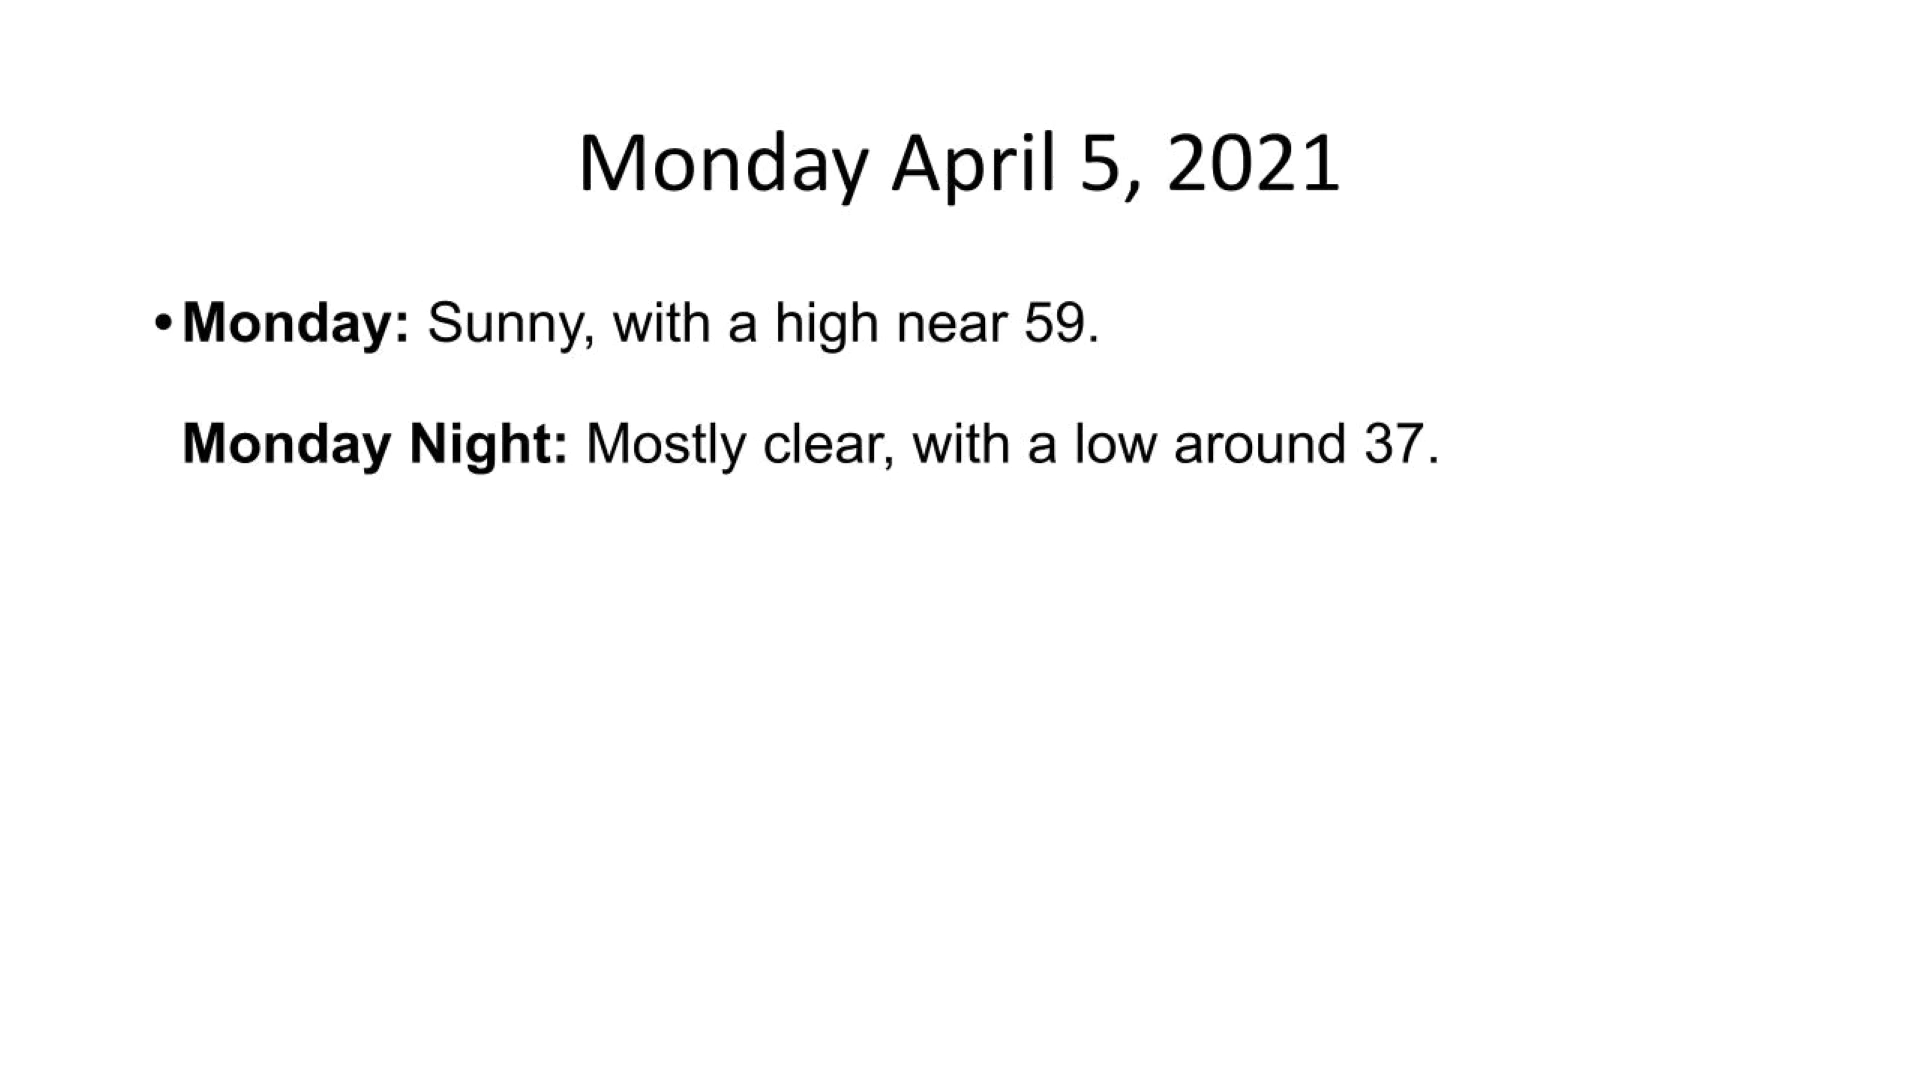 Monday April 5, 2021
•Monday: Sunny, with a high near 59.
Monday Night: Mostly clear, with a low around 37.